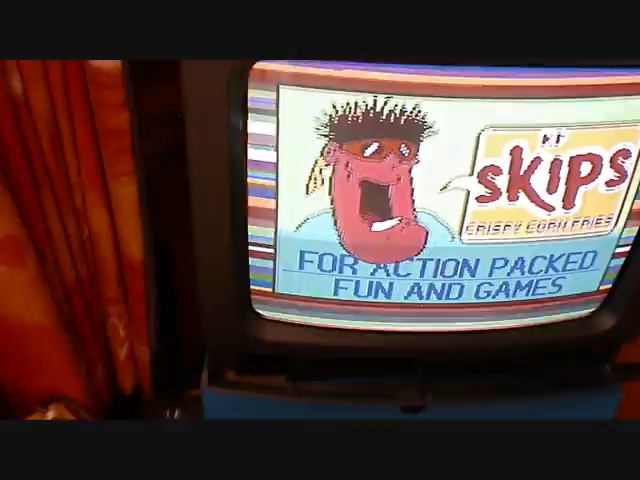 KP
SKIPS
CRISPY CORN FRIES
FOR ACTION PACKED
FUN AND GAMES